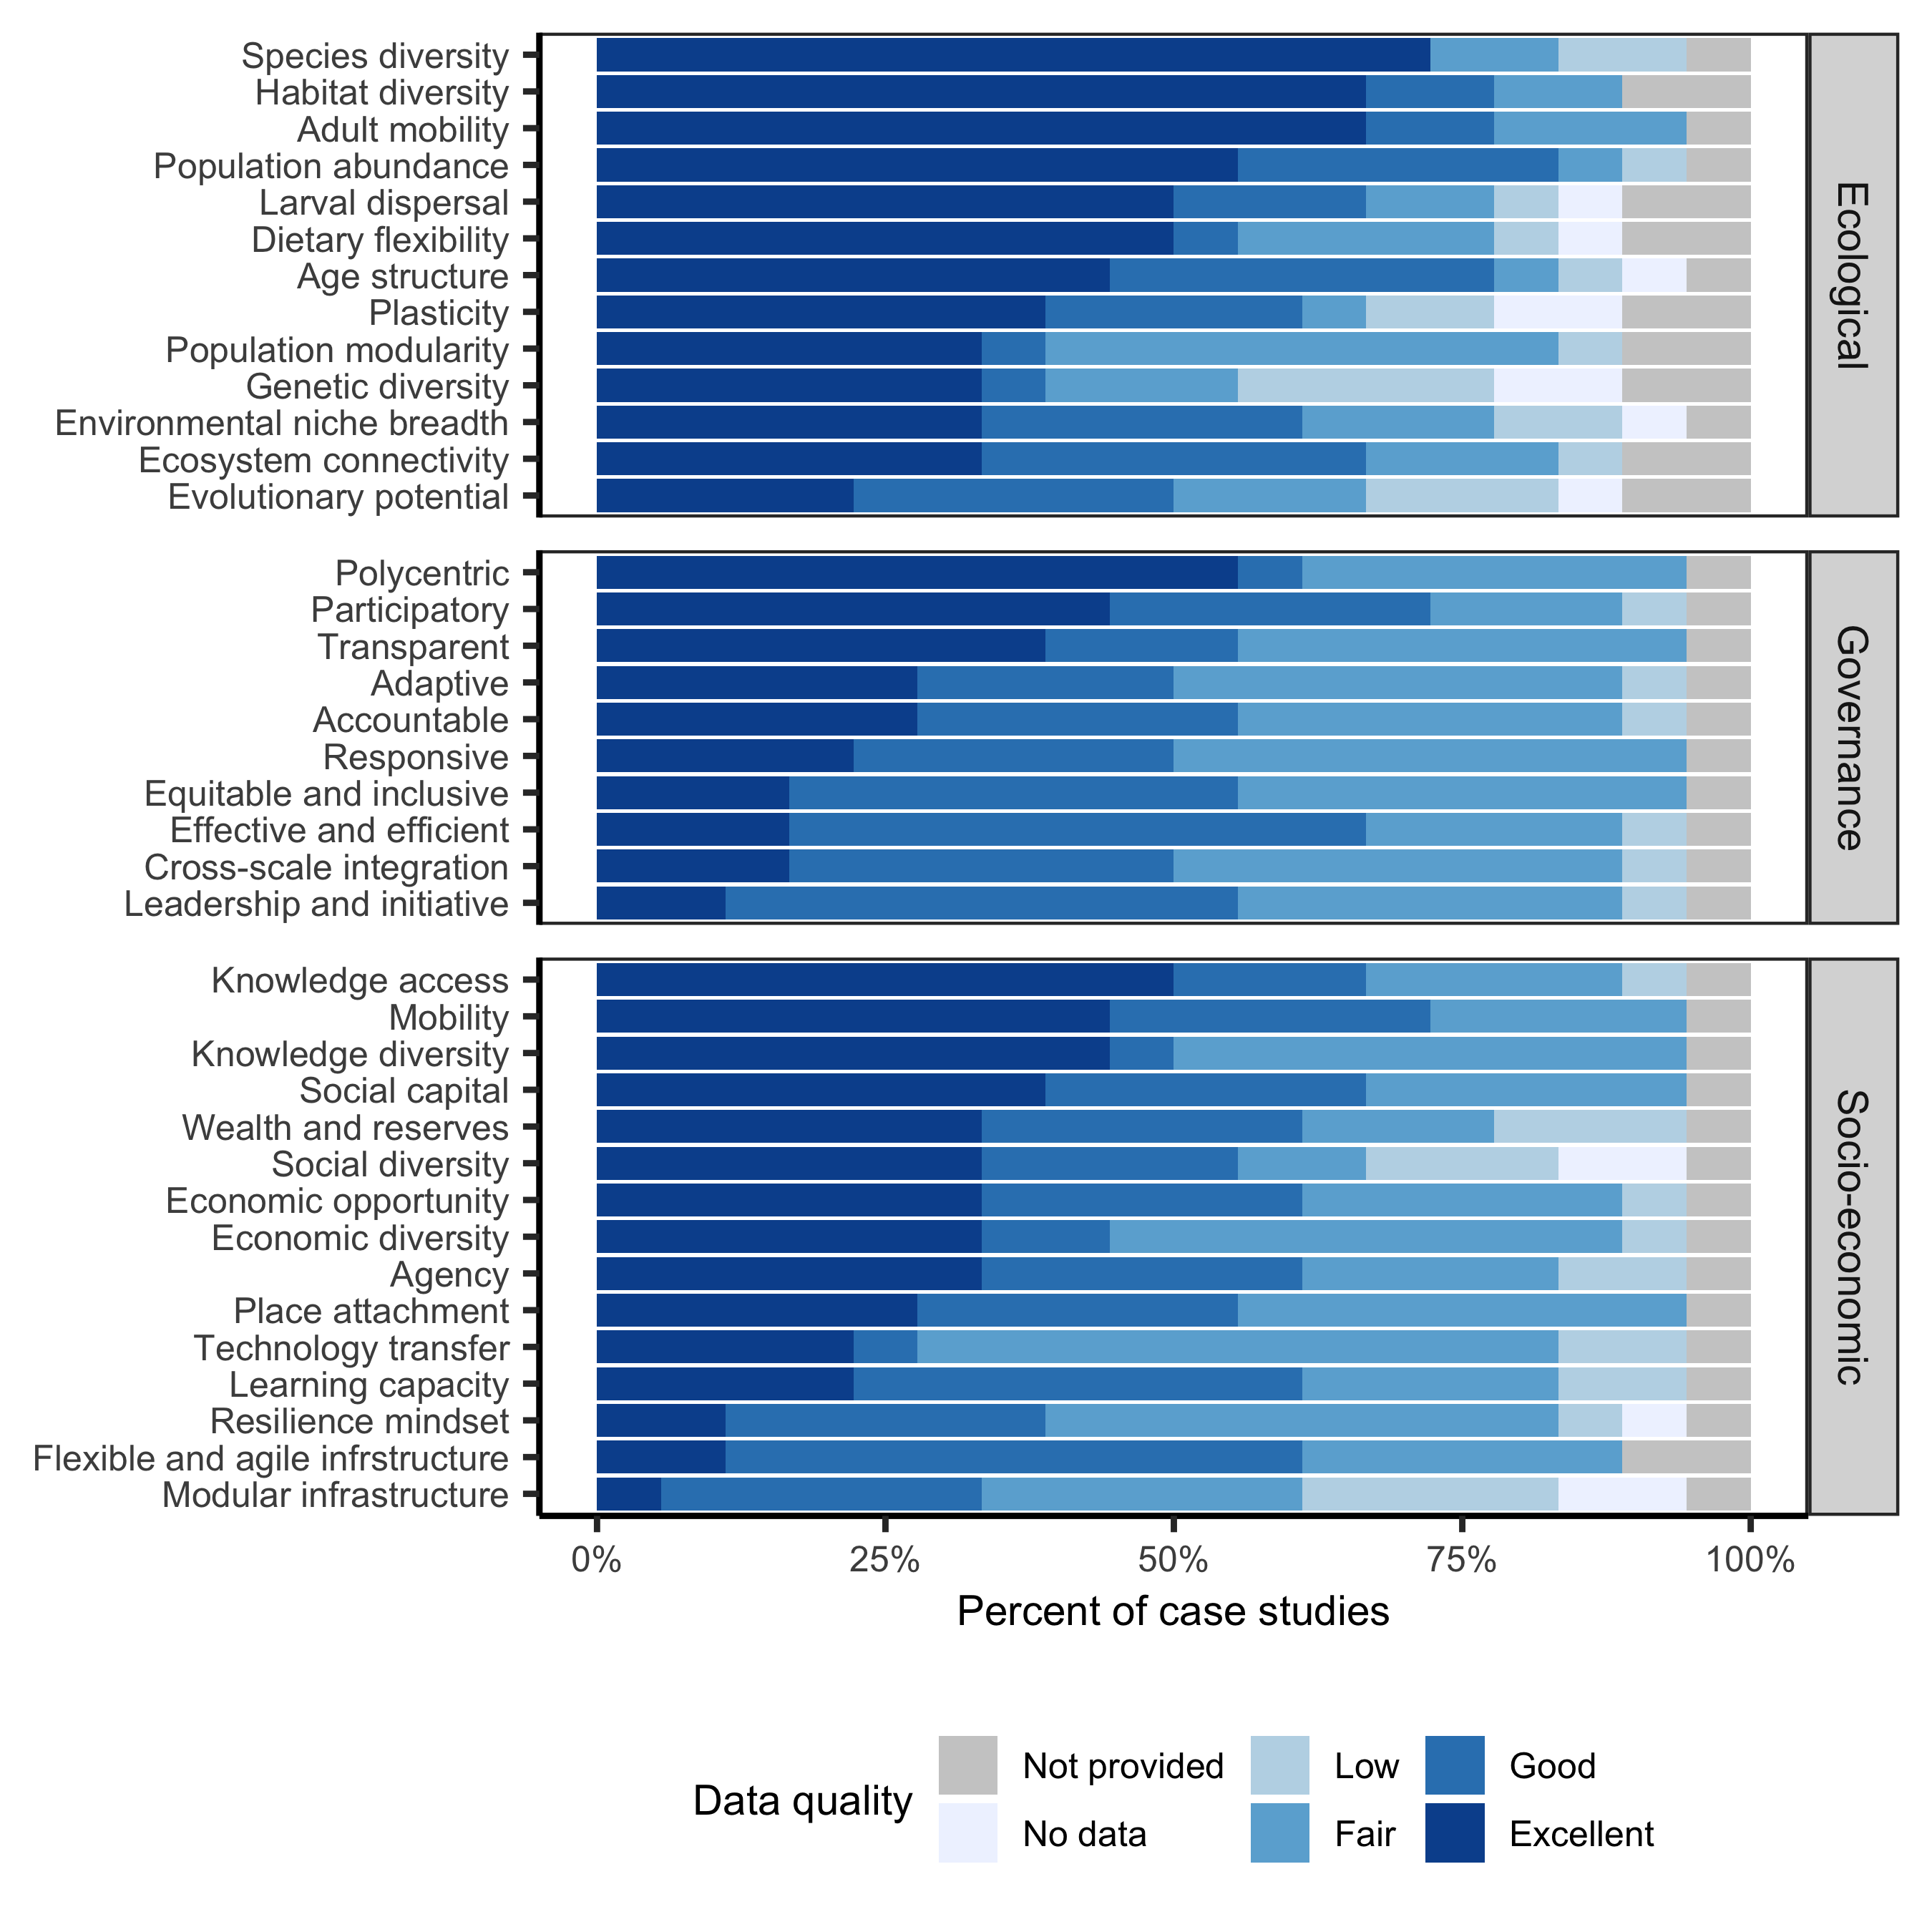 Species diversity
Habitat diversity
Adult mobility
Population abundance
Larval dispersal
Dietary flexibility
Age structure
Plasticity
Population modularity
Genetic diversity
Environmental niche breadth
Ecosystem connectivity
Evolutionary potential
Ecological
Polycentric
Participatory
Transparent
Adaptive
Accountable
Responsive
Equitable and inclusive
Effective and efficient
Cross-scale integration
Leadership and initiative
Governance
Knowledge access
Mobility
Knowledge diversity
Social capital
Wealth and reserves
Social diversity
Economic opportunity
Economic diversity
Agency
Place attachment
Technology transfer
Learning capacity
Resilience mindset
Flexible and agile infrstructure
Modular infrastructure
Socio-economic
0% 25% 50% 75% 100%
Percent of case studies
Data quality
Not provided Low Good
No data Fair Excellent